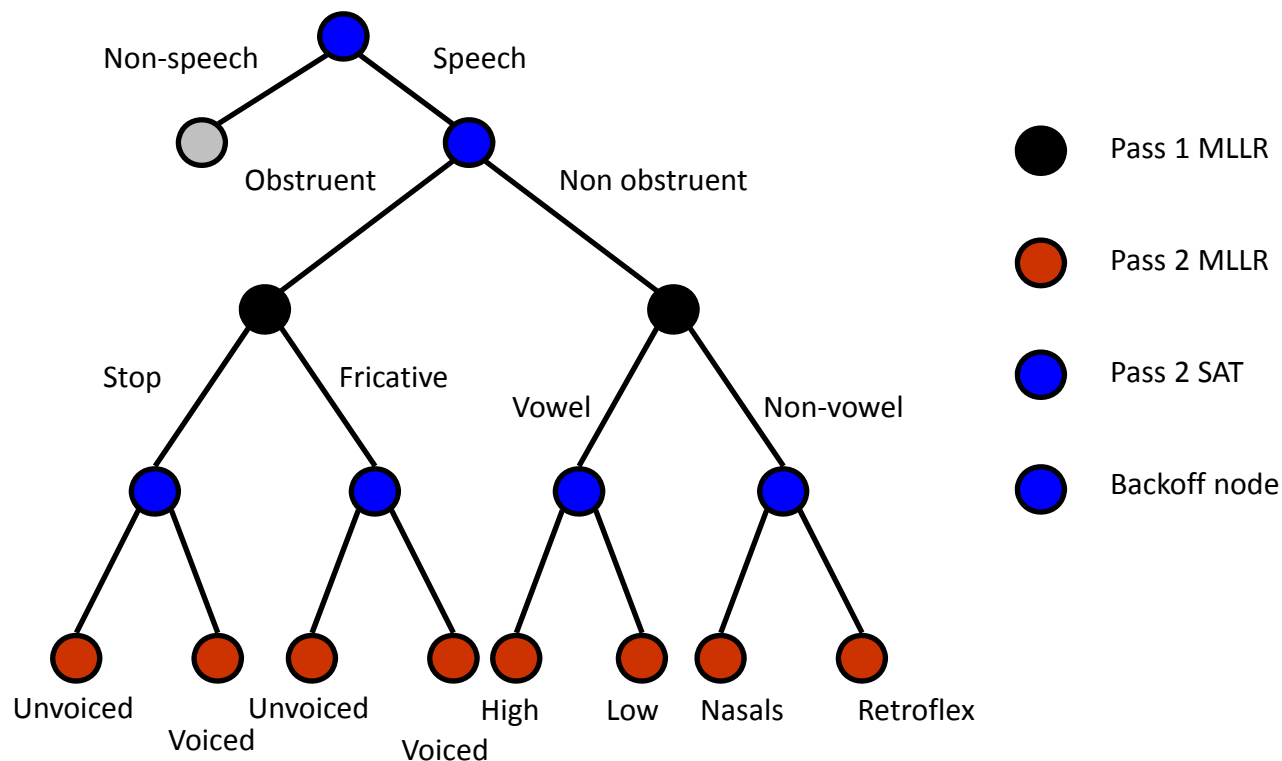 Non-speech
Speech
Obstruent
Non obstruent
Pass 1 MLLR
Pass 2 MLLR
Pass 2 SAT
Backoff node
Stop
Fricative
Vowel
Non-vowel
Unvoiced
Voiced
Unvoiced
Voiced
High
Low
Nasals
Retroflex